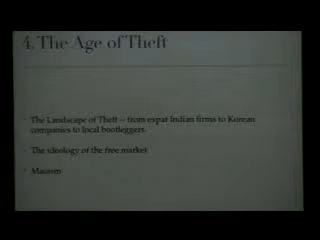 4. The Age of Theft
The Landscape of Theft – from expat Indian firms to Korean
companies to local bootleggers
The ideology of the free market
Maoism